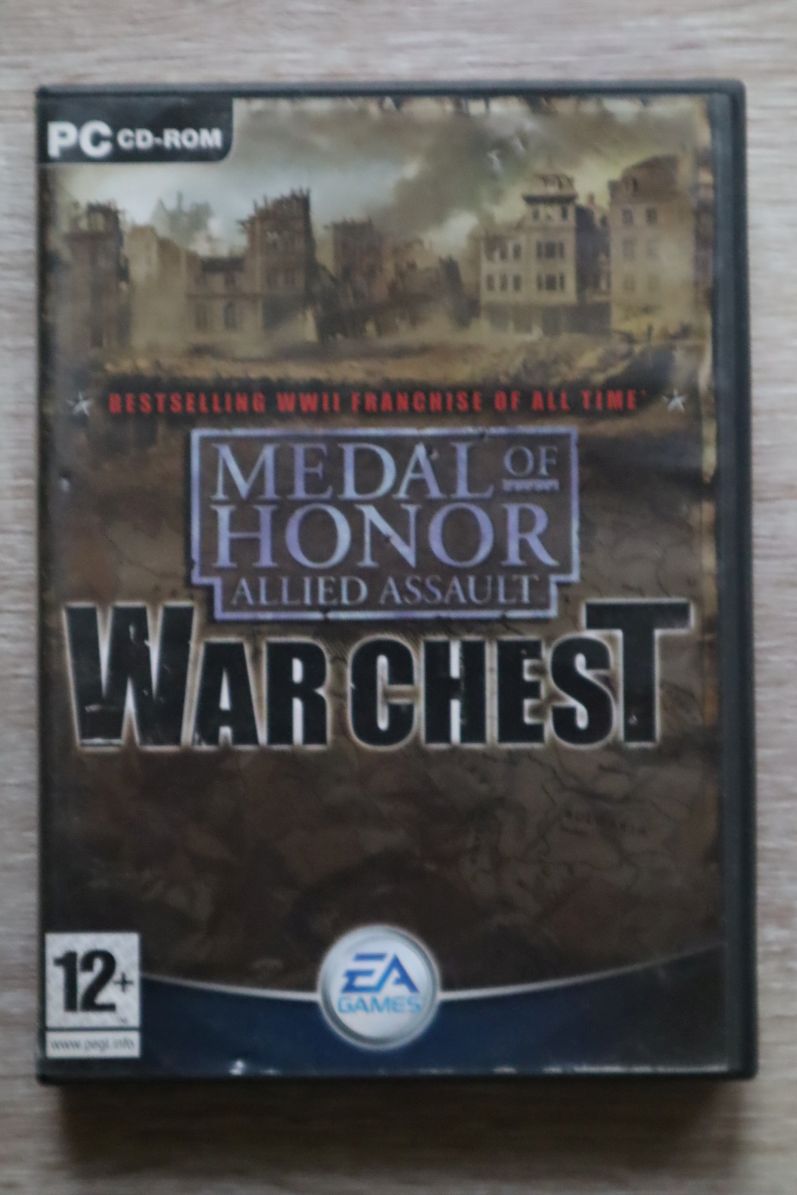 PC CD-ROM
BESTSELLING WWII FRANCHISE OF ALL TIME*
MEDAL OF
HONOR
ALLIED ASSAULT
WAR CHEST
12+
www.pegi.info
EA
GAMES